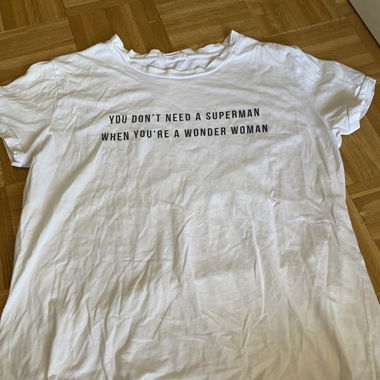 YOU DON'T NEED A SUPERMAN
WHEN YOU'RE A WONDER WOMAN